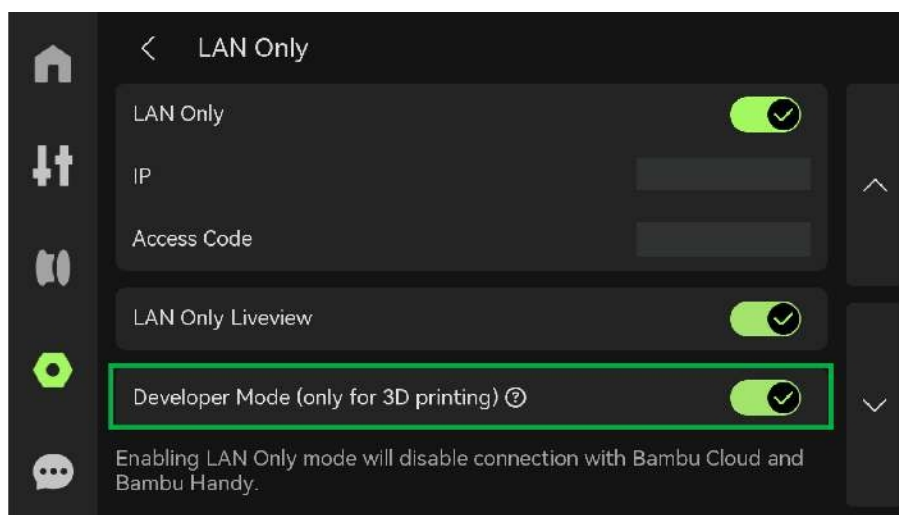 LAN Only
LAN Only
IP
Access Code
LAN Only Liveview
Developer Mode (only for 3D printing)
Enabling LAN Only mode will disable connection with Bambu Cloud and
Bambu Handy.